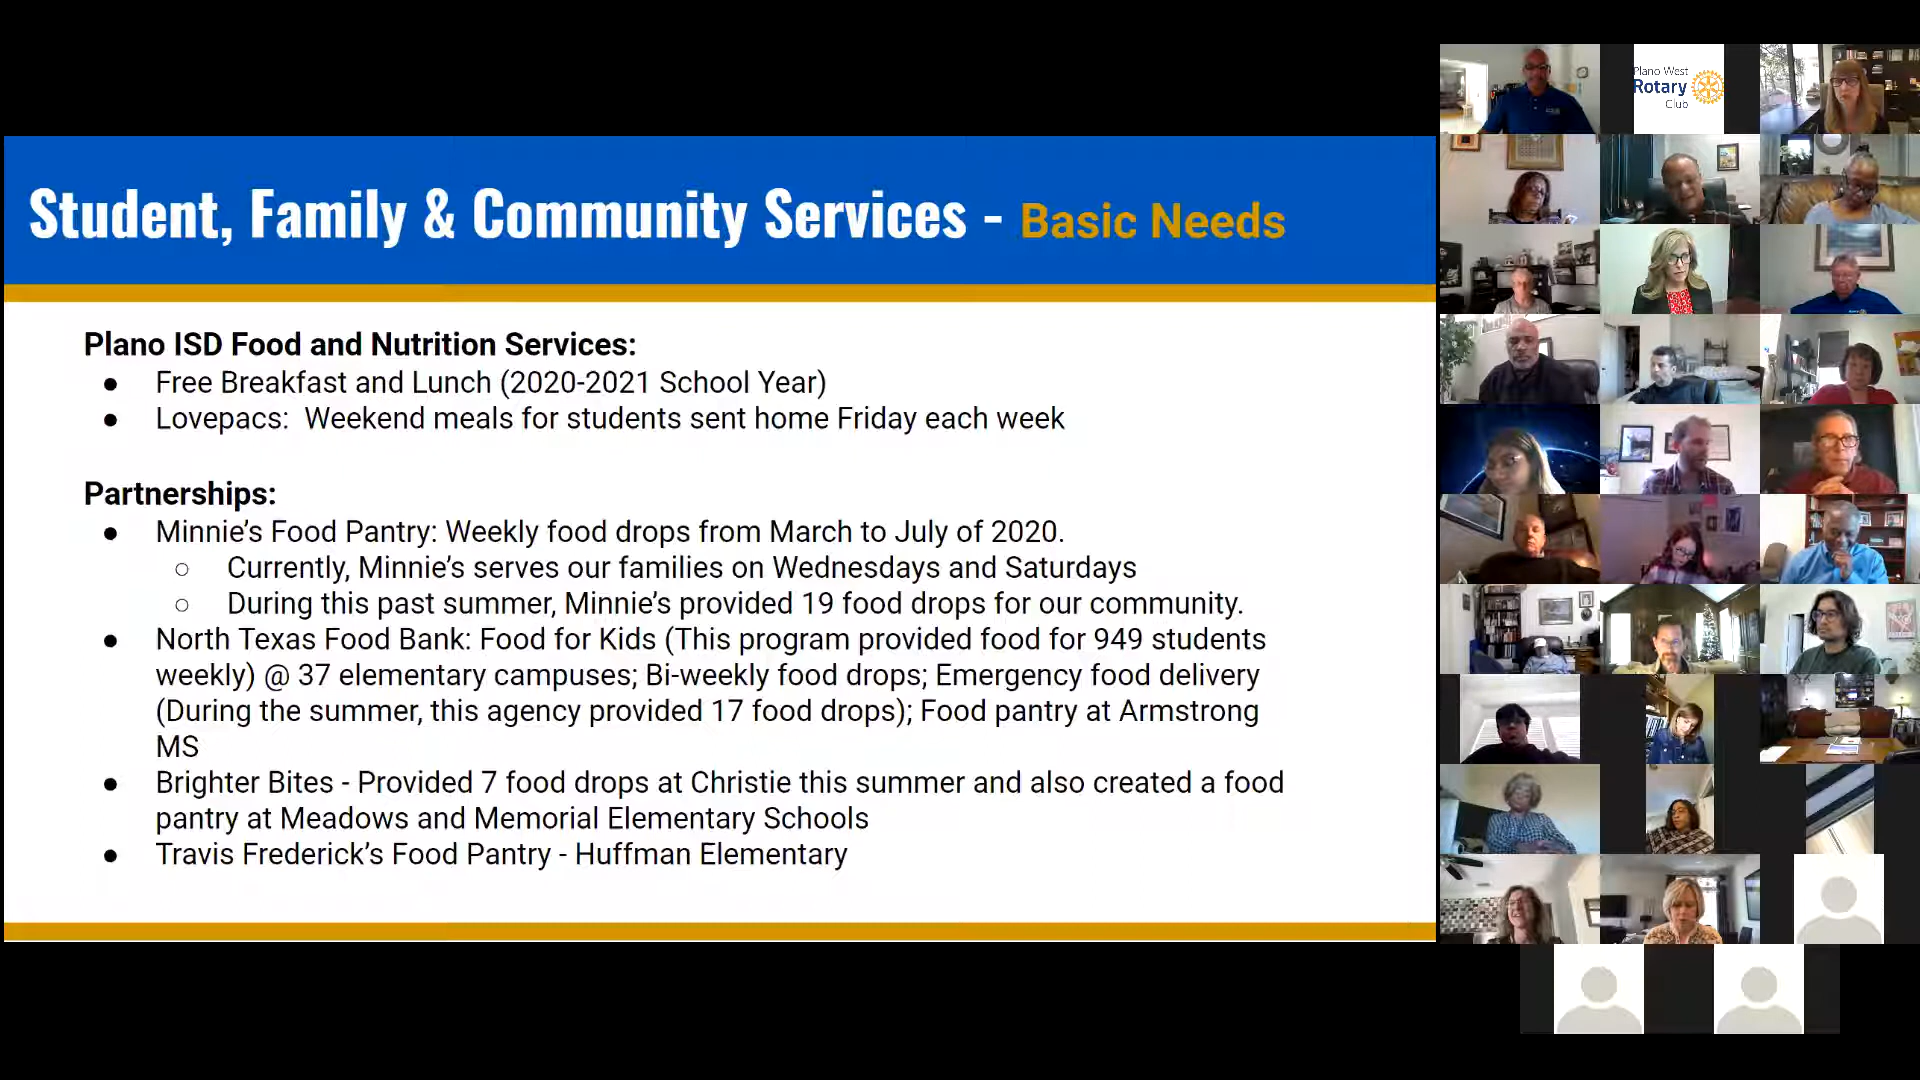 Student, Family & Community Services - Basic Needs
Plano ISD Food and Nutrition Services:
● Free Breakfast and Lunch (2020-2021 School Year)
● Lovepacs:  Weekend meals for students sent home Friday each week
Partnerships:
● Minnie’s Food Pantry: Weekly food drops from March to July of 2020.
○ Currently, Minnie’s serves our families on Wednesdays and Saturdays
○ During this past summer, Minnie’s provided 19 food drops for our community.
● North Texas Food Bank: Food for Kids (This program provided food for 949 students
weekly) @ 37 elementary campuses; Bi-weekly food drops; Emergency food delivery
(During the summer, this agency provided 17 food drops); Food pantry at Armstrong
MS
● Brighter Bites - Provided 7 food drops at Christie this summer and also created a food
pantry at Meadows and Memorial Elementary Schools
● Travis Frederick’s Food Pantry - Huffman Elementary
Plano West
Rotary
Club